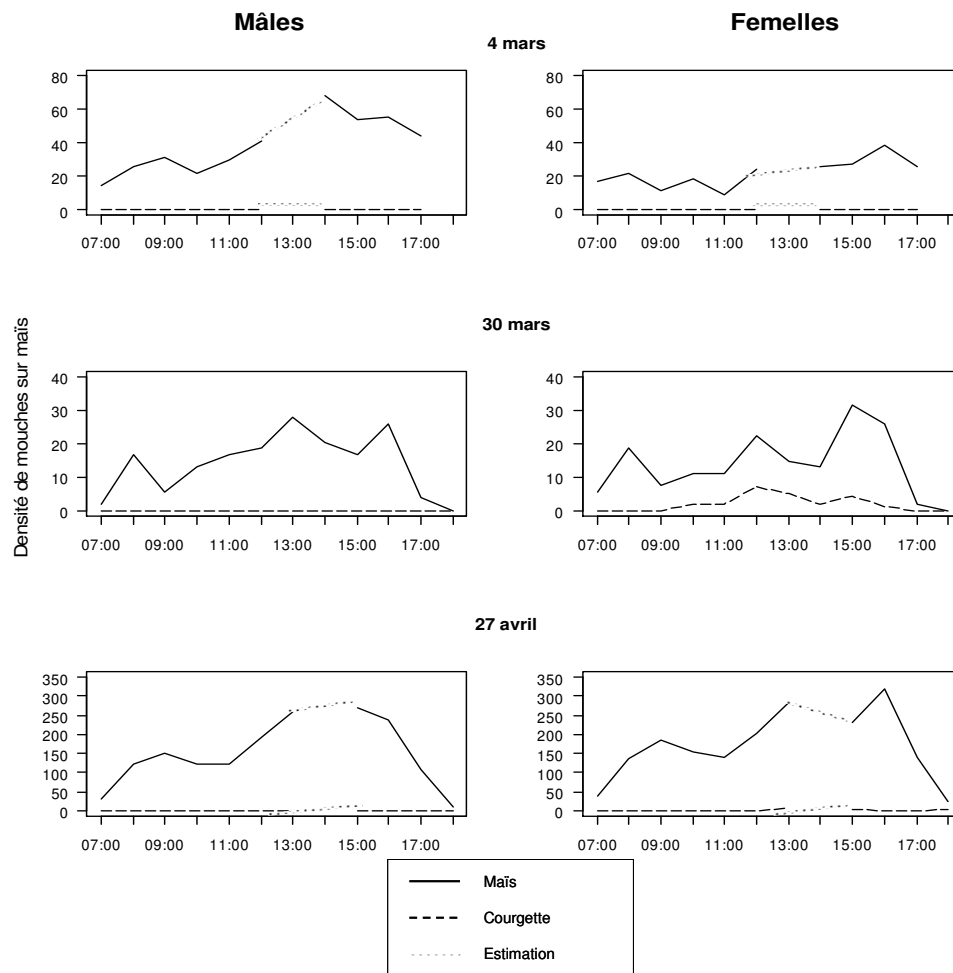 Mâles Femelles
4 mars
80 80
60 60
40 40
20 20
0 0
07:00 09:00 11:00 13:00 15:00 17:00 07:00 09:00 11:00 13:00 15:00 17:00
Densité de mouches sur maïs
30 mars
40 40
30 30
20 20
10 10
0 0
07:00 09:00 11:00 13:00 15:00 17:00 07:00 09:00 11:00 13:00 15:00 17:00
27 avril
350 350
300 300
250 250
200 200
150 150
100 100
50 50
0 0
07:00 09:00 11:00 13:00 15:00 17:00 07:00 09:00 11:00 13:00 15:00 17:00
Maïs
Courgette
Estimation